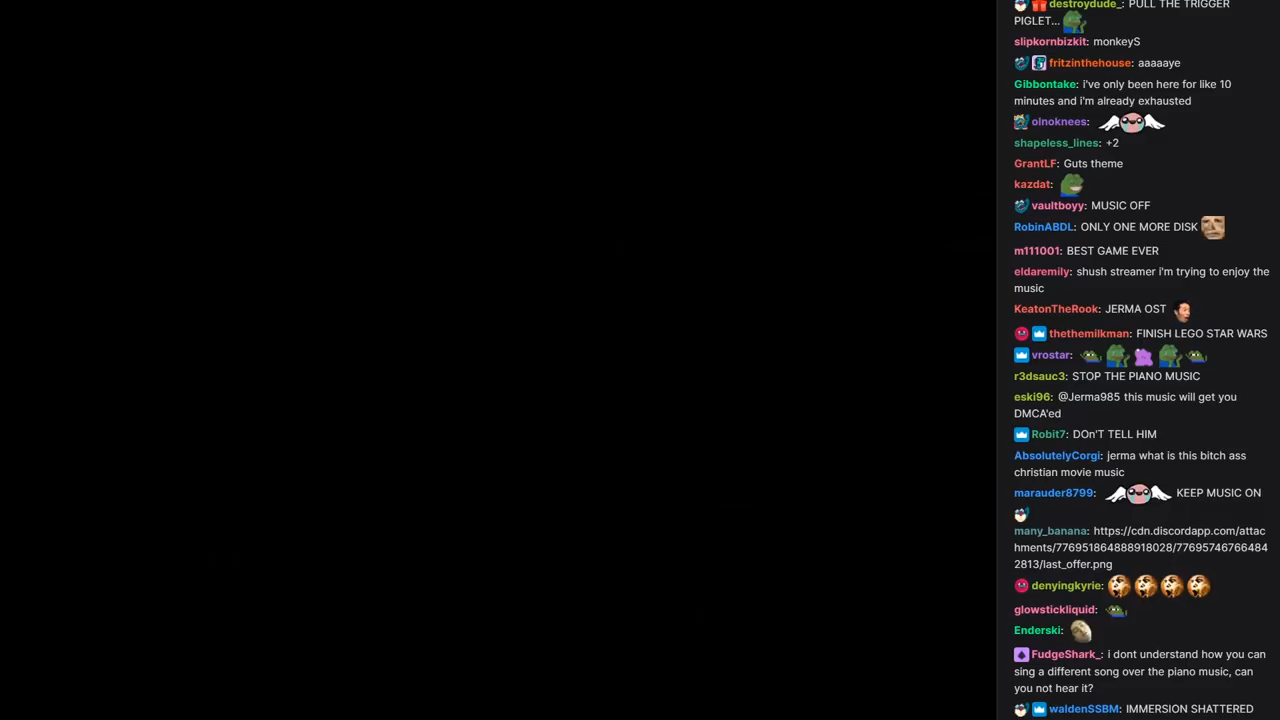 destroydude_: PULL THE TRIGGER
PIGLET...
slipkornbizkit: monkeyS
fritzinthehouse: aaaaaye
Gibbontake: i've only been here for like 10
minutes and i'm already exhausted
olnoknees:
shapeless_lines: +2
GrantLF: Guts theme
kazdat:
vaultboyy: MUSIC OFF
RobinABDL: ONLY ONE MORE DISK
m111001: BEST GAME EVER
eldaremily: shush streamer i'm trying to enjoy the
music
KeatonTheRook: JERMA OST
thethemilkman: FINISH LEGO STAR WARS
vrostar:
r3dsauc3: STOP THE PIANO MUSIC
eski96: @Jerma985 this music will get you
DMCA'ed
Robit7: DOn'T TELL HIM
AbsolutelyCorgi: jerma what is this bitch ass
christian movie music
marauder8799: KEEP MUSIC ON
many_banana: https://cdn.discordapp.com/attac
hments/776951864888918028/77695746766484
2813/last_offer.png
denyingkyrie:
glowstickliquid:
Enderski:
FudgeShark_: i dont understand how you can
sing a different song over the piano music, can
you not hear it?
waldenSSBM: IMMERSION SHATTERED